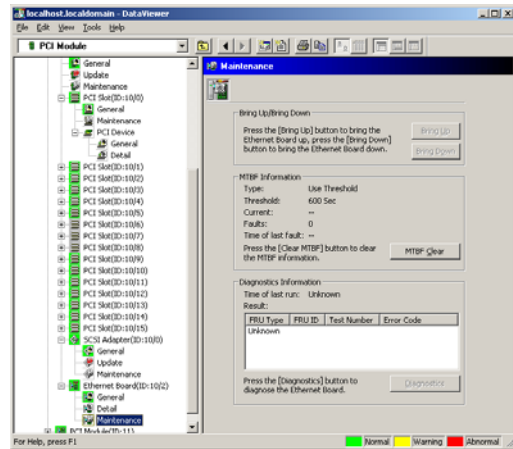 localhost.localdomain - DataViewer
File Edit View Tools Help
PCI Module
General
Update
Maintenance
PCI Slot(ID:10/0)
General
Maintenance
PCI Device
General
Detail
PCI Slot(ID:10/1)
PCI Slot(ID:10/2)
PCI Slot(ID:10/3)
PCI Slot(ID:10/4)
PCI Slot(ID:10/5)
PCI Slot(ID:10/6)
PCI Slot(ID:10/7)
PCI Slot(ID:10/8)
PCI Slot(ID:10/9)
PCI Slot(ID:10/10)
PCI Slot(ID:10/11)
PCI Slot(ID:10/12)
PCI Slot(ID:10/13)
PCI Slot(ID:10/14)
PCI Slot(ID:10/15)
SCSI Adapter(ID:10/0)
General
Update
Maintenance
Ethernet Board(ID:10/2)
General
Detail
Maintenance
PCI Module(ID:11)
Maintenance
Bring Up/Bring Down
Press the [Bring Up] button to bring the
Ethernet Board up, press the [Bring Down]
button to bring the Ethernet Board down.
Bring Up
Bring Down
MTBF Information
Type: Use Threshold
Threshold: 600 Sec
Current: --
Faults: 0
Time of last fault: --
Press the [Clear MTBF] button to clear
the MTBF information.
MTBF Clear
Diagnostics Information
Time of last run: Unknown
Result:
FRU Type FRU ID Test Number Error Code
Unknown
Press the [Diagnostics] button to
diagnose the Ethernet Board.
Diagnostics
For Help, press F1
Normal Warning Abnormal